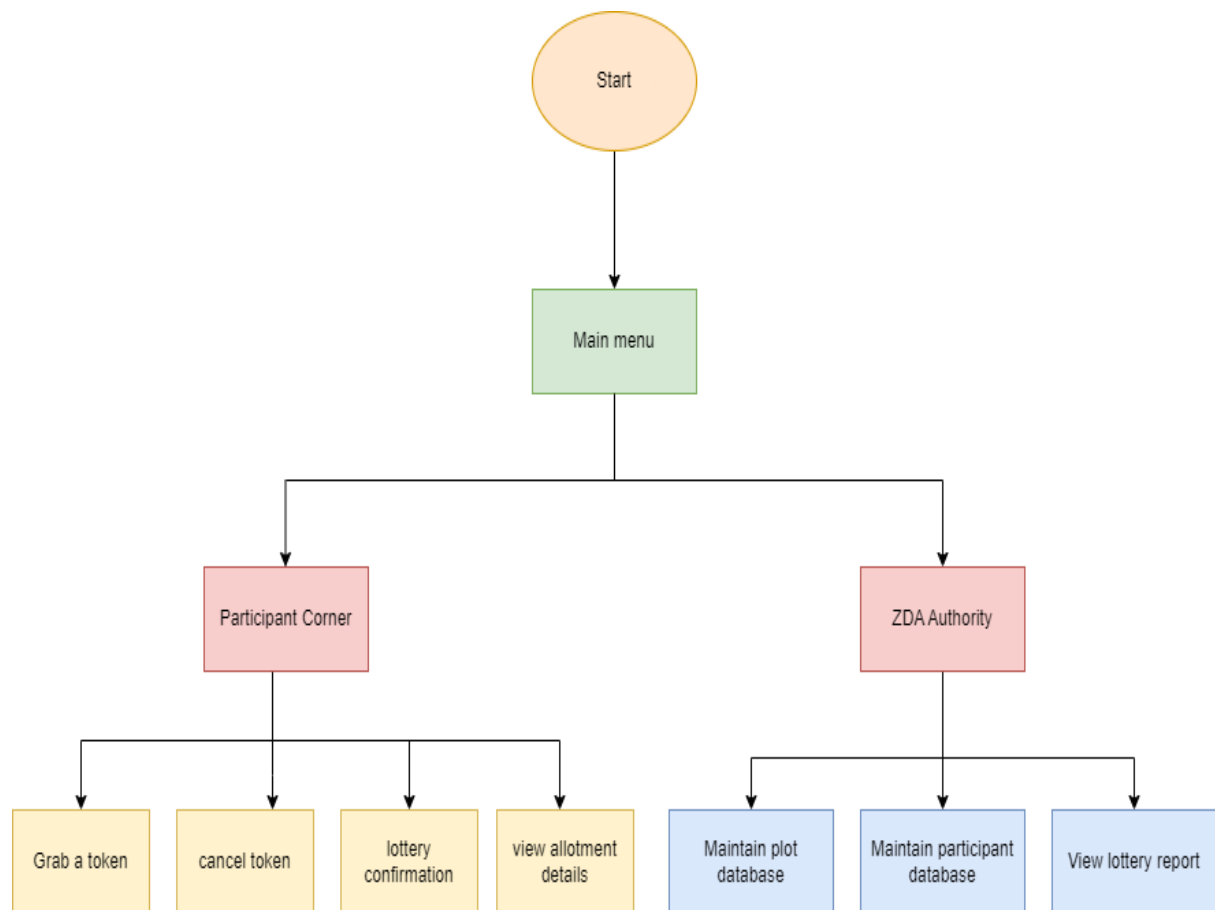 Start
Main menu
Participant Corner
ZDA Authority
Grab a token
cancel token
lottery
confirmation
view allotment
details
Maintain plot
database
Maintain participant
database
View lottery report